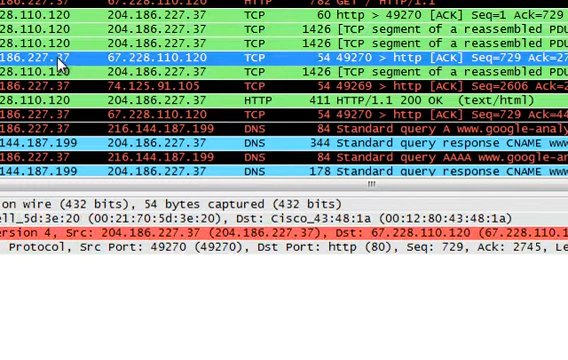 28.110.120 204.186.227.37 HTTP 782 GET / HTTP/1.1
28.110.120 204.186.227.37 TCP 60 http > 49270 [ACK] Seq=1 Ack=729
28.110.120 204.186.227.37 TCP 1426 [TCP segment of a reassembled PDU
28.110.120 204.186.227.37 TCP 1426 [TCP segment of a reassembled PDU
186.227.37 67.228.110.120 TCP 54 49270 > http [ACK] Seq=729 Ack=27
28.110.120 204.186.227.37 TCP 1426 [TCP segment of a reassembled PDU
186.227.37 74.125.91.105 TCP 54 49269 > http [ACK] Seq=2606 Ack=2
28.110.120 204.186.227.37 HTTP 411 HTTP/1.1 200 OK (text/html)
186.227.37 67.228.110.120 TCP 54 49270 > http [ACK] Seq=729 Ack=44
186.227.37 216.144.187.199 DNS 84 Standard query A www.google-analy
144.187.199 204.186.227.37 DNS 344 Standard query response CNAME www
186.227.37 216.144.187.199 DNS 84 Standard query AAAA www.google-an
144.187.199 204.186.227.37 DNS 178 Standard query response CNAME www
on wire (432 bits), 54 bytes captured (432 bits)
ell_5d:3e:20 (00:21:70:5d:3e:20), Dst: Cisco_43:48:1a (00:12:80:43:48:1a)
ersion 4, Src: 204.186.227.37 (204.186.227.37), Dst: 67.228.110.120 (67.228.110.1
Protocol, Src Port: 49270 (49270), Dst Port: http (80), Seq: 729, Ack: 2745, Le